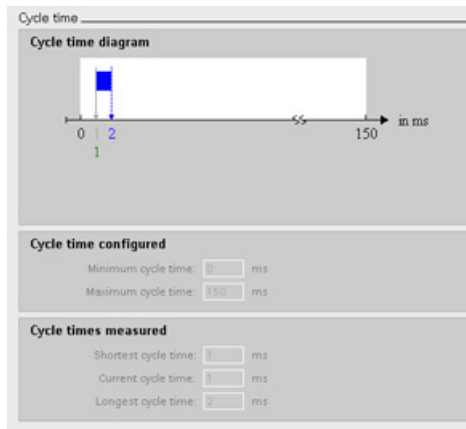 Cycle time
Cycle time diagram
0 1 2 150 in ms
1
Cycle time configured
Minimum cycle time: 0 ms
Maximum cycle time: 150 ms
Cycle times measured
Shortest cycle time: 1 ms
Current cycle time: 1 ms
Longest cycle time: 2 ms